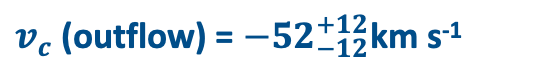 v_c (outflow) = −52^{+12}_{−12} km s^{-1}